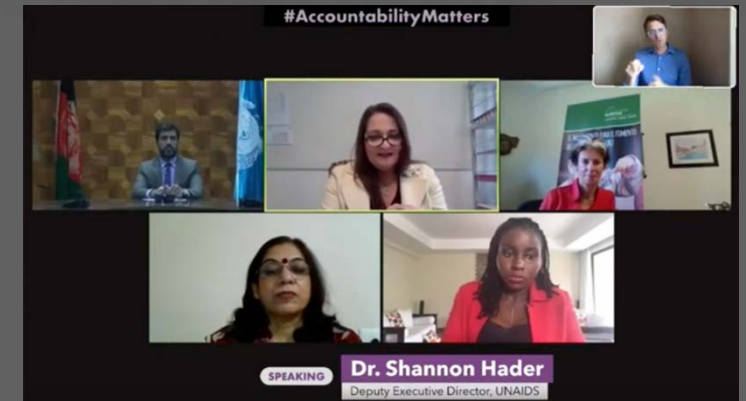 #AccountabilityMatters
SPEAKING
Dr. Shannon Hader
Deputy Executive Director, UNAIDS